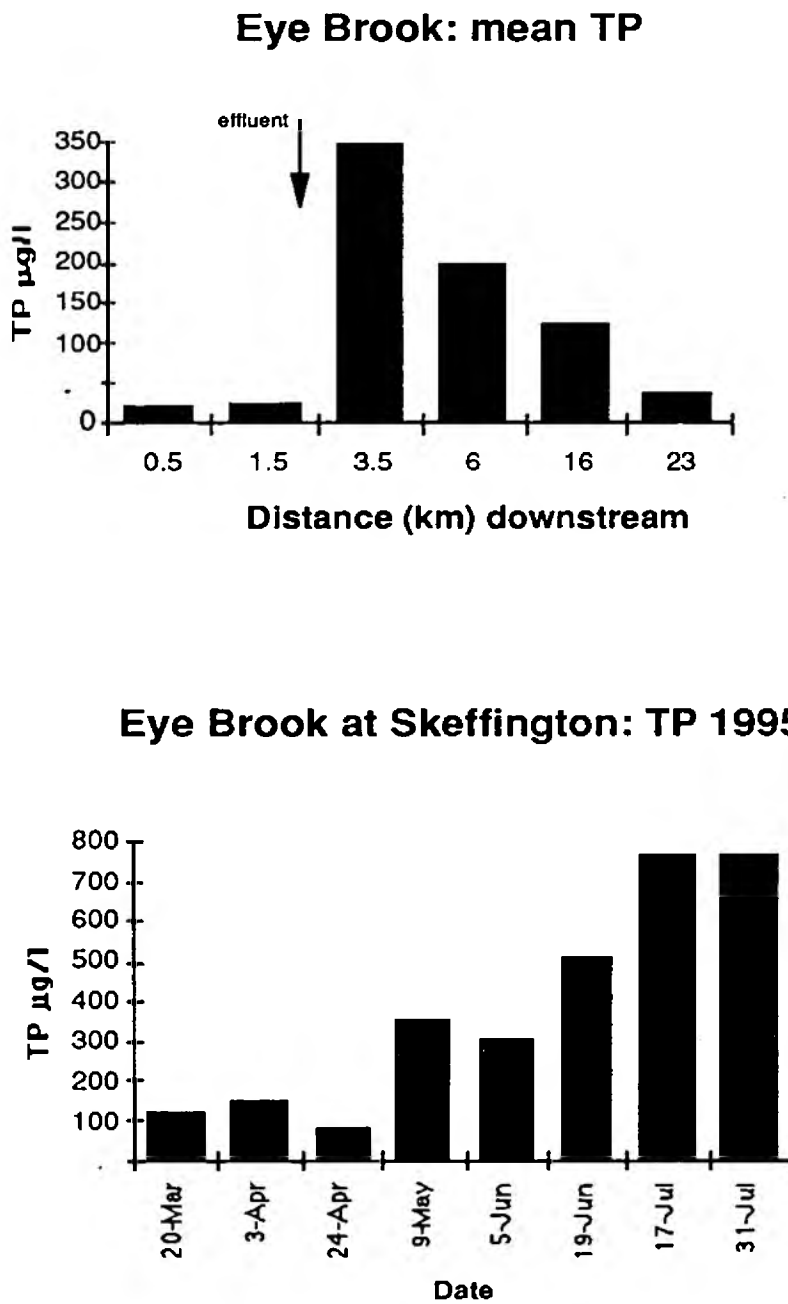 Eye Brook: mean TP
effluent
TP µg/l
350
300
250
200
150
100
0
0.5 1.5 3.5 6 16 23
Distance (km) downstream
Eye Brook at Skeffington: TP 1995
TP µg/l
800
700
600
500
400
300
200
100
20-Mar 3-Apr 24-Apr 9-May 5-Jun 19-Jun 17-Jul 31-Jul
Date